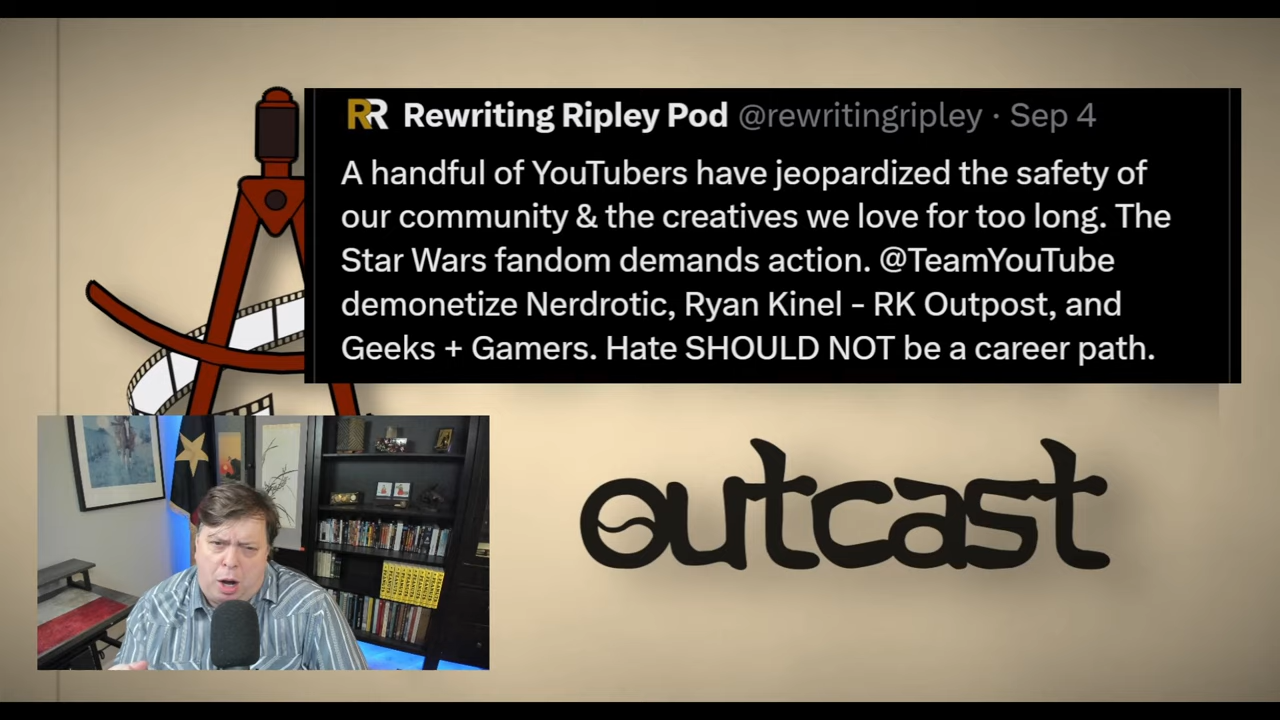 RR Rewriting Ripley Pod @rewritingripley · Sep 4
A handful of YouTubers have jeopardized the safety of
our community & the creatives we love for too long. The
Star Wars fandom demands action. @TeamYouTube
demonetize Nerdrotic, Ryan Kinel - RK Outpost, and
Geeks + Gamers. Hate SHOULD NOT be a career path.
outcast